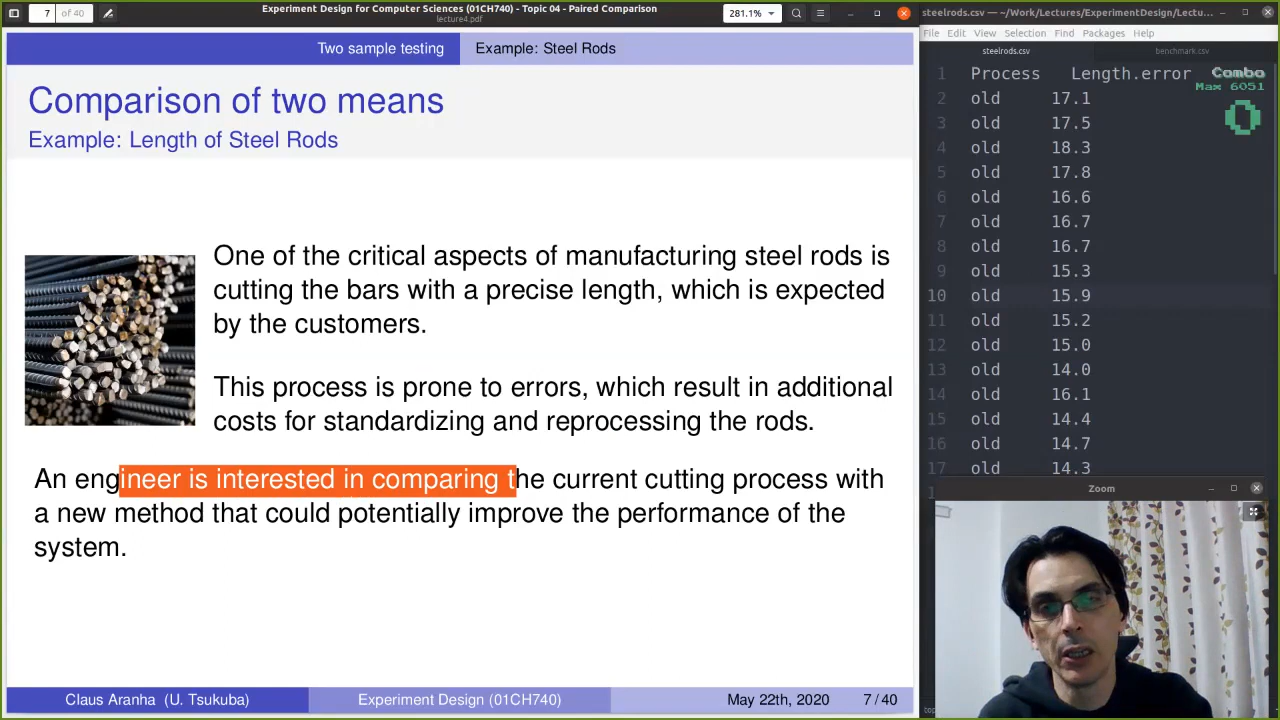 Experiment Design for Computer Sciences (01CH740) - Topic 04 - Paired Comparison
lecture4.pdf
7 of 40
281.1%
Two sample testing
Example: Steel Rods
Comparison of two means
Example: Length of Steel Rods
One of the critical aspects of manufacturing steel rods is
cutting the bars with a precise length, which is expected
by the customers.
This process is prone to errors, which result in additional
costs for standardizing and reprocessing the rods.
An engineer is interested in comparing the current cutting process with
a new method that could potentially improve the performance of the
system.
Claus Aranha (U. Tsukuba)
Experiment Design (01CH740)
May 22th, 2020
7 / 40
steelrods.csv — ~/Work/Lectures/ExperimentDesign/Lectu...
File Edit View Selection Find Packages Help
steelrods.csv
benchmark.csv
1 Process Length.error
Combo
Max 6051
0
2 old 17.1
3 old 17.5
4 old 18.3
5 old 17.8
6 old 16.6
7 old 16.7
8 old 16.7
9 old 15.3
10 old 15.9
11 old 15.2
12 old 15.0
13 old 14.0
14 old 16.1
15 old 14.4
16 old 14.7
17 old 14.3
Zoom